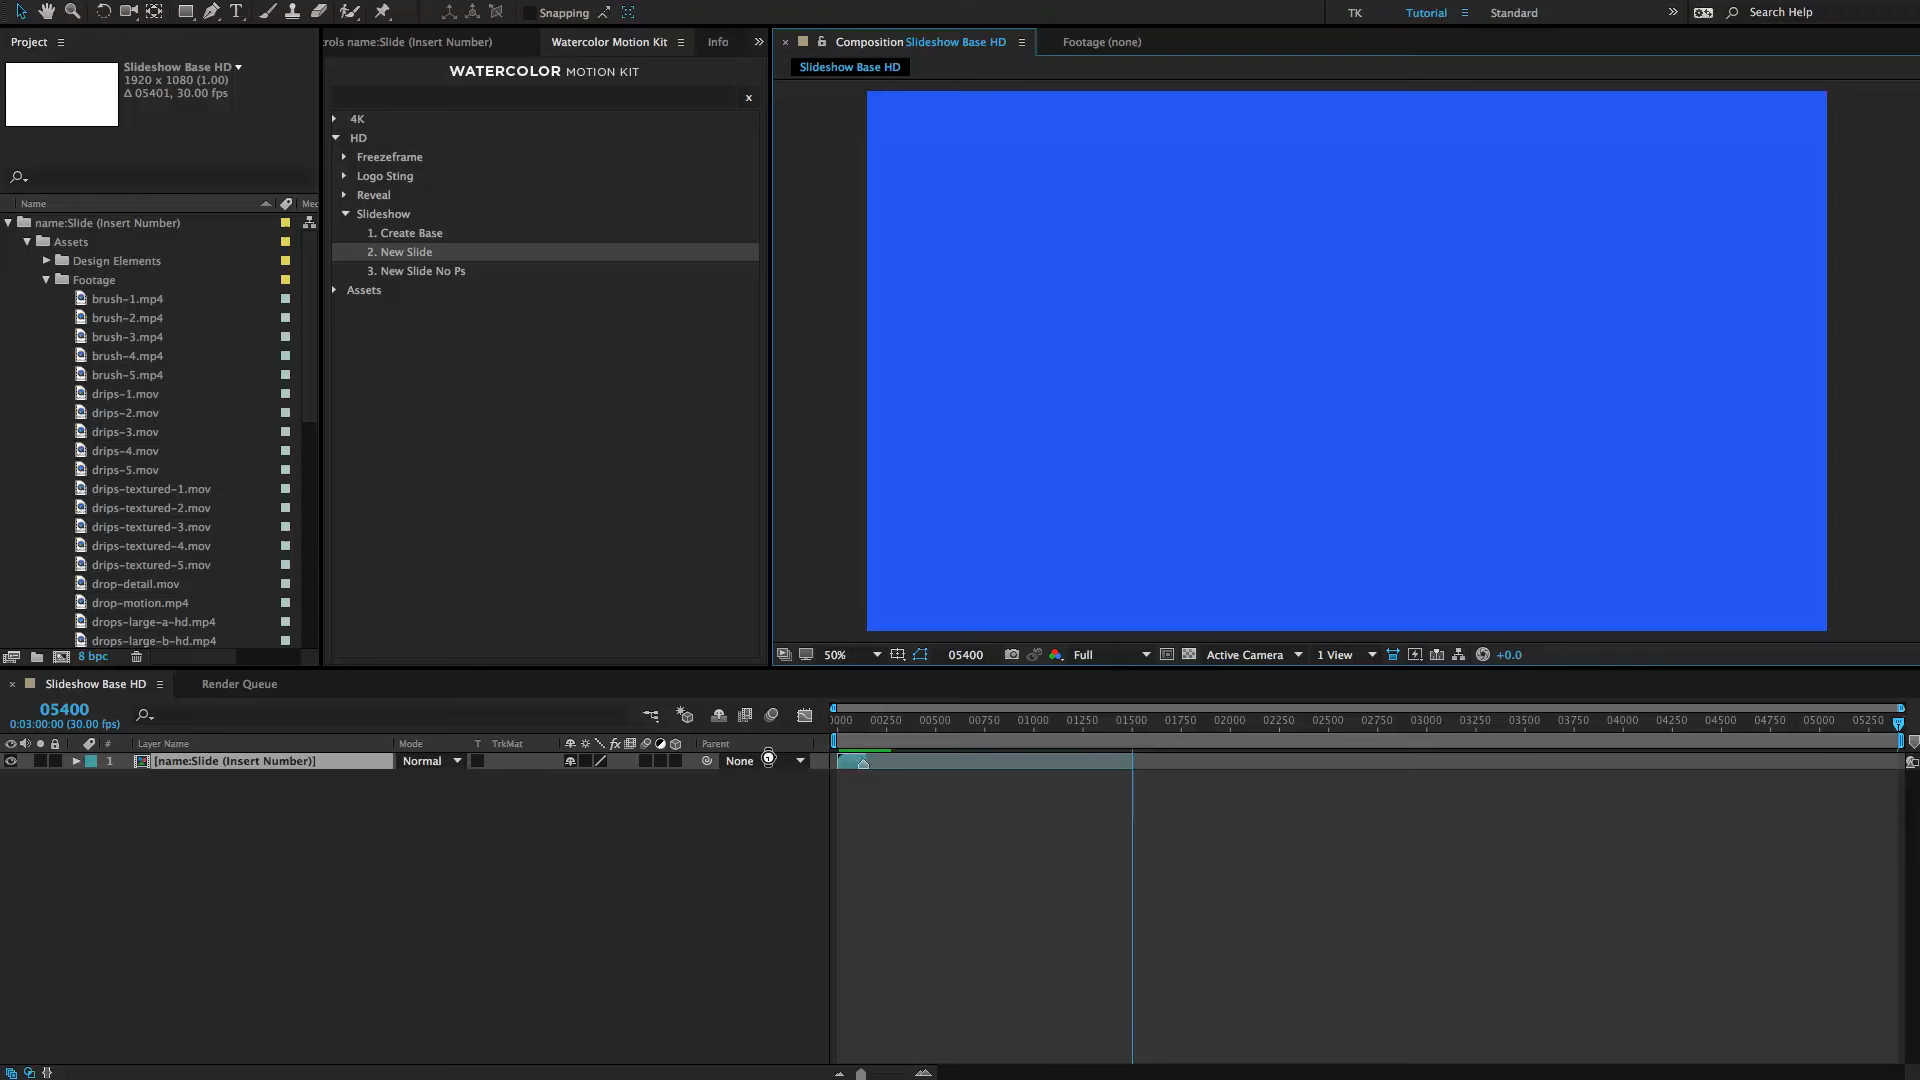 Snapping
TK
Tutorial
Standard
Search Help
Project
Slideshow Base HD
1920 x 1080 (1.00)
Δ 05401, 30.00 fps
Name
name:Slide (Insert Number)
Assets
Design Elements
Footage
brush-1.mp4
brush-2.mp4
brush-3.mp4
brush-4.mp4
brush-5.mp4
drips-1.mov
drips-2.mov
drips-3.mov
drips-4.mov
drips-5.mov
drips-textured-1.mov
drips-textured-2.mov
drips-textured-3.mov
drips-textured-4.mov
drips-textured-5.mov
drop-detail.mov
drop-motion.mp4
drops-large-a-hd.mp4
drops-large-b-hd.mp4
8 bpc
name:Slide (Insert Number)
Watercolor Motion Kit
Info
WATERCOLOR MOTION KIT
x
4K
HD
Freezeframe
Logo Sting
Reveal
Slideshow
1. Create Base
2. New Slide
3. New Slide No Ps
Assets
Composition Slideshow Base HD
Footage (none)
Slideshow Base HD
50%
05400
Full
Active Camera
1 View
+0.0
Slideshow Base HD
Render Queue
05400
0:03:00:00 (30.00 fps)
# Layer Name
Mode
T TrkMat
fx
Parent
1 [name:Slide (Insert Number)]
Normal
None
00250 00500 00750 01000 01250 01500 01750 02000 02250 02500 02750 03000 03250 03500 03750 04000 04250 04500 04750 05000 05250